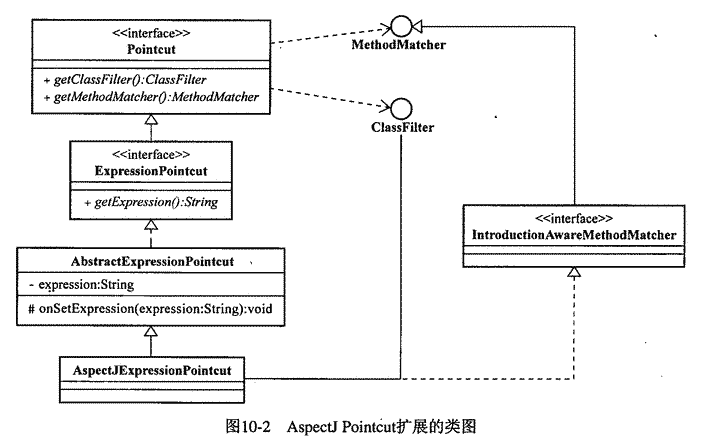 <<interface>>
Pointcut
+ getClassFilter():ClassFilter
+ getMethodMatcher():MethodMatcher
MethodMatcher
ClassFilter
<<interface>>
ExpressionPointcut
+ getExpression():String
<<interface>>
IntroductionAwareMethodMatcher
AbstractExpressionPointcut
- expression:String
# onSetExpression(expression:String):void
AspectJExpressionPointcut
图10-2 AspectJ Pointcut扩展的类图